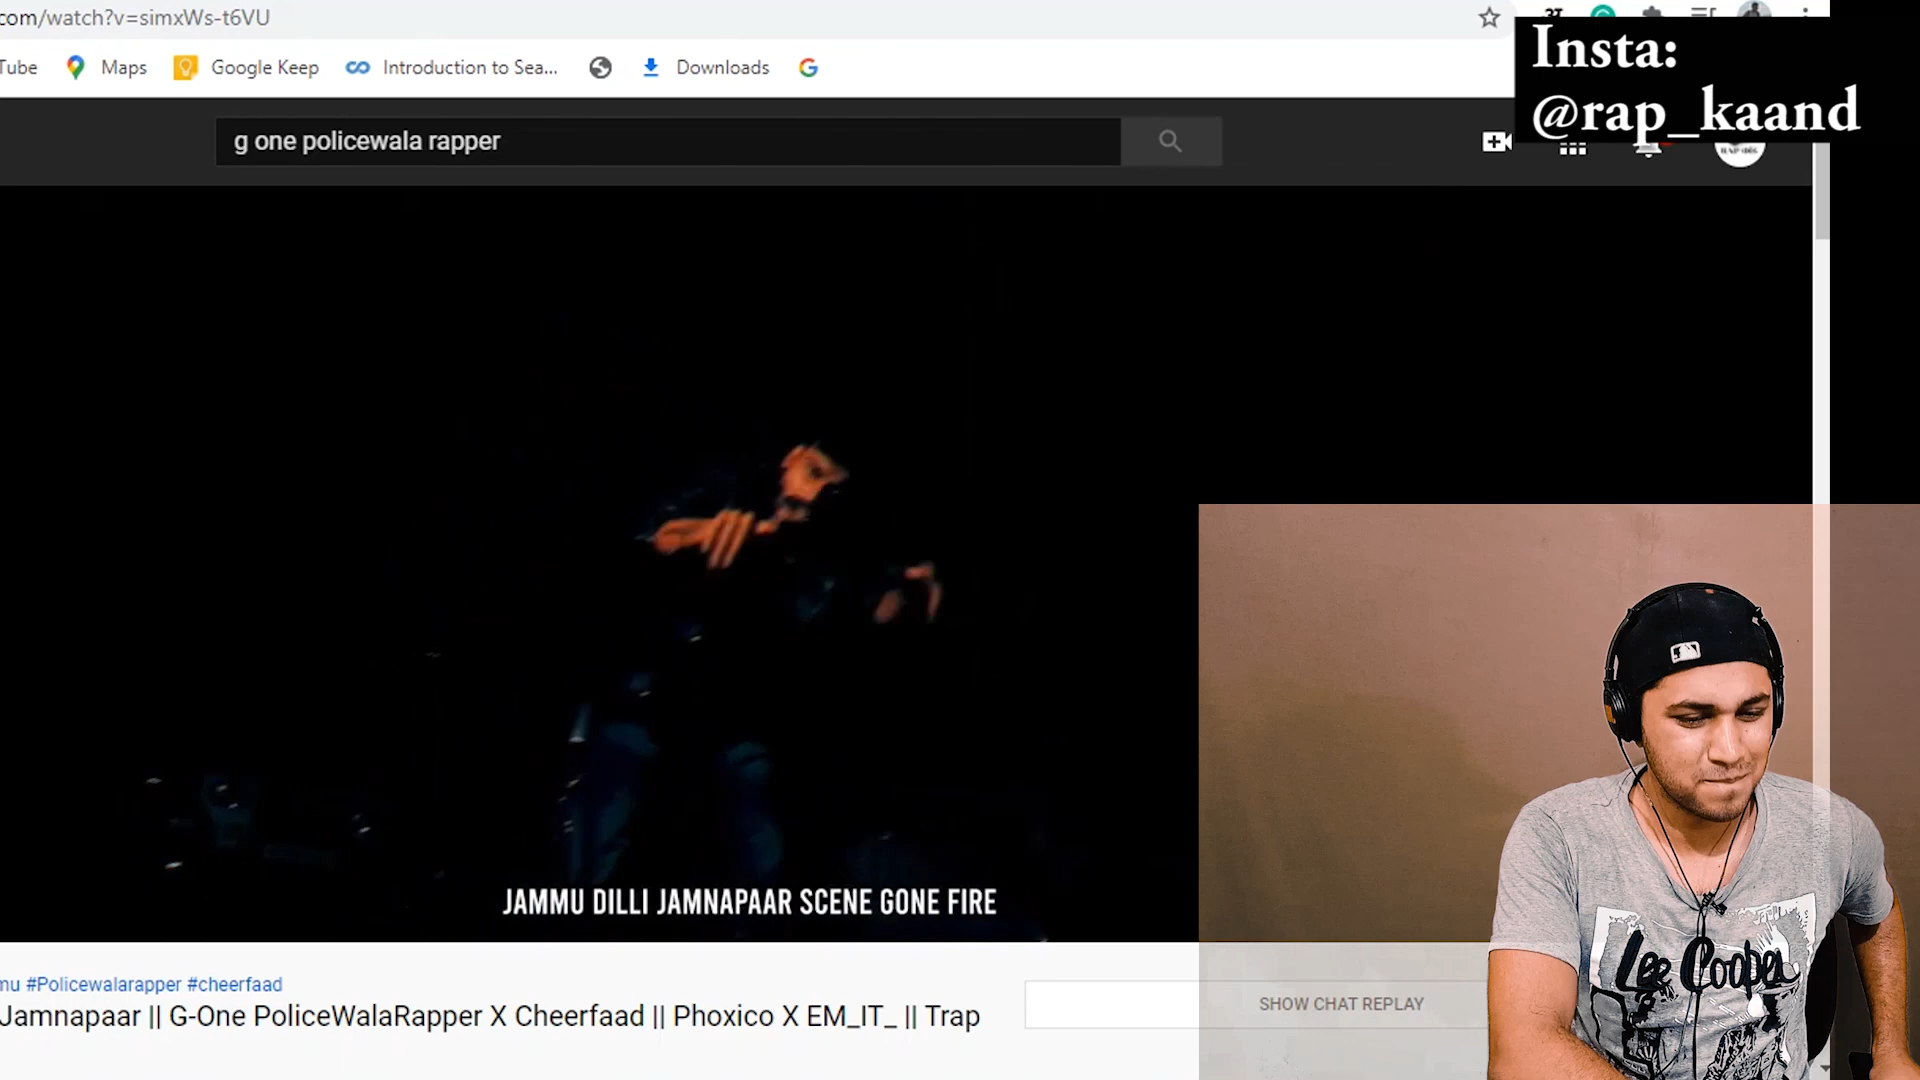 com/watch?v=simxWs-t6VU
Insta:
@rap_kaand
Tube Maps Google Keep Introduction to Sea... Downloads
g one policewala rapper
JAMMU DILLI JAMNAPAAR SCENE GONE FIRE
mu #Policewalarapper #cheerfaad
Jamnapaar || G-One PoliceWalaRapper X Cheerfaad || Phoxico X EM_IT_ || Trap
SHOW CHAT REPLAY
Lee Cooper